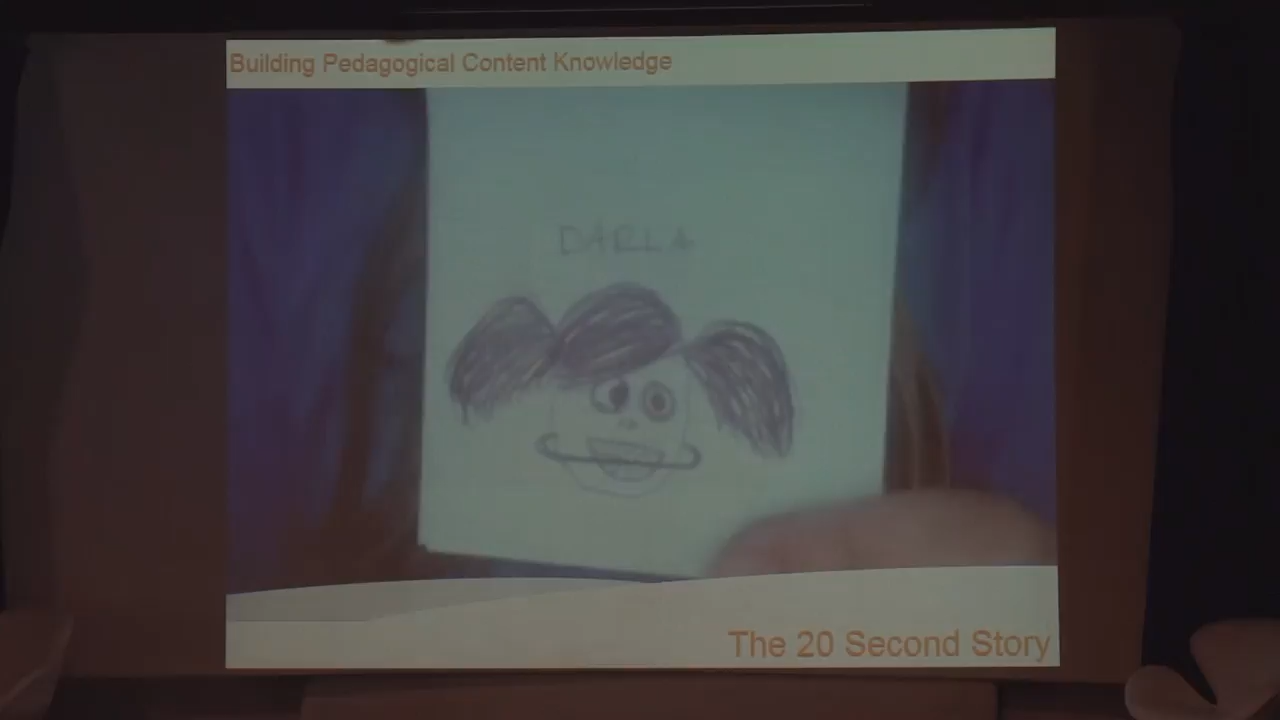 Building Pedagogical Content Knowledge
DARLA
The 20 Second Story